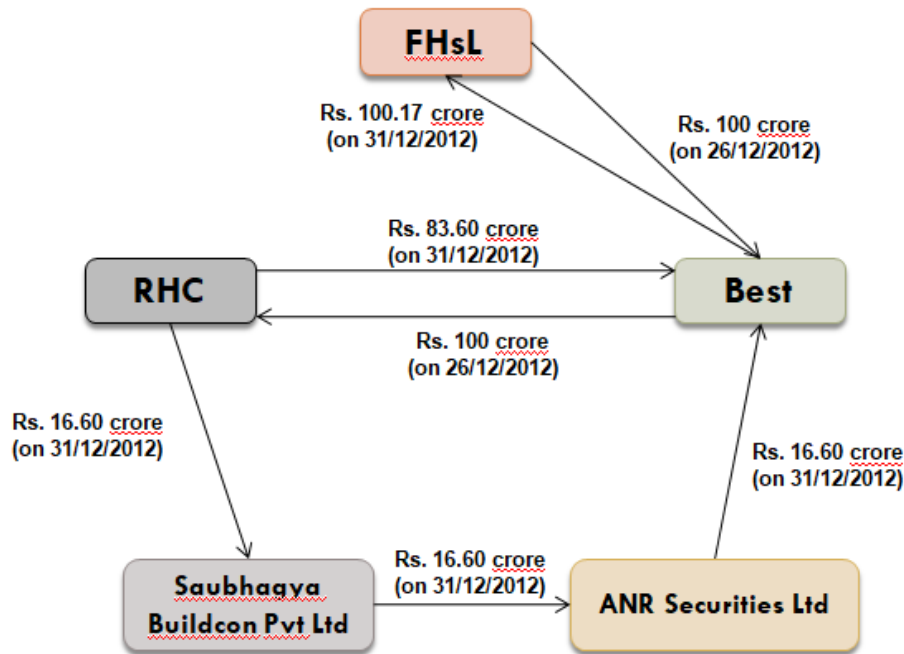 FHsL
Rs. 100.17 crore
(on 31/12/2012)
Rs. 100 crore
(on 26/12/2012)
Rs. 83.60 crore
(on 31/12/2012)
RHC
Best
Rs. 100 crore
(on 26/12/2012)
Rs. 16.60 crore
(on 31/12/2012)
Rs. 16.60 crore
(on 31/12/2012)
Rs. 16.60 crore
(on 31/12/2012)
Saubhagya
Buildcon Pvt Ltd
ANR Securities Ltd